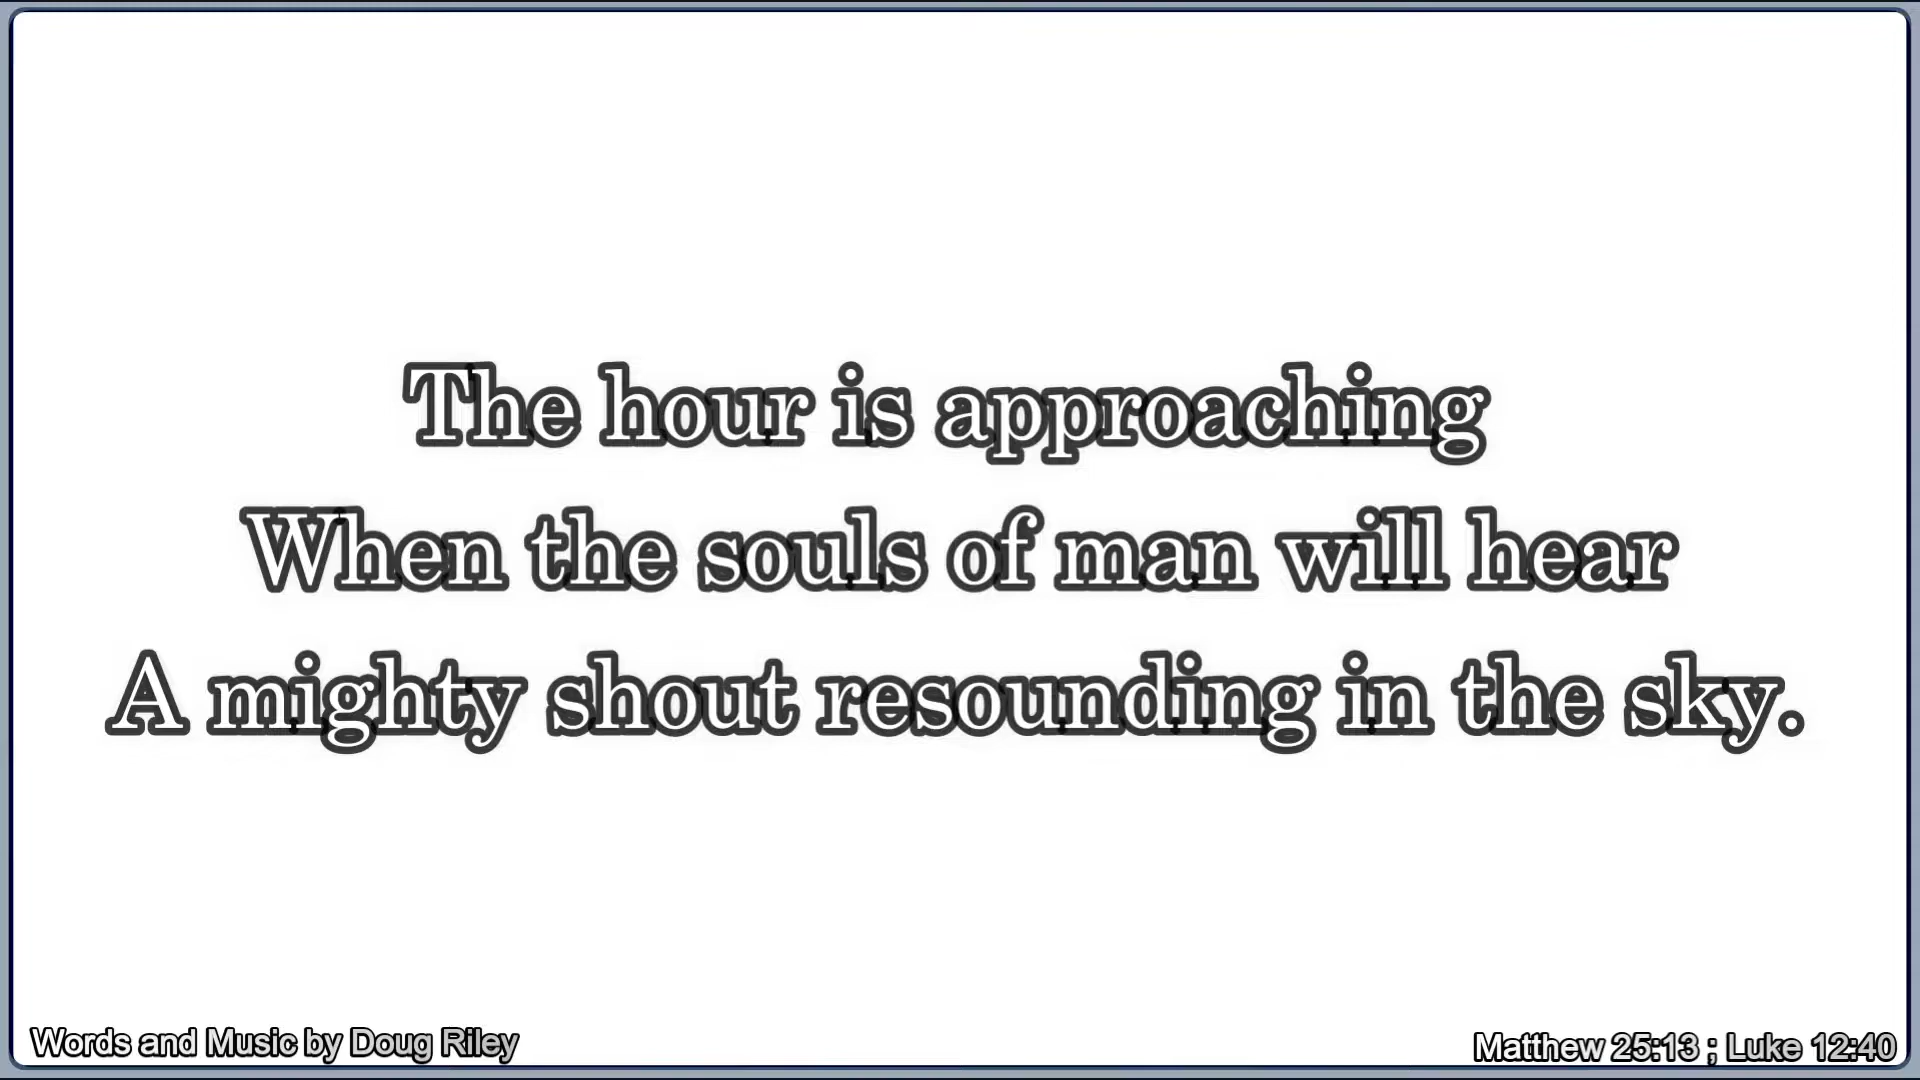 The hour is approaching
When the souls of man will hear
A mighty shout resounding in the sky.
Words and Music by Doug Riley
Matthew 25:13 ; Luke 12:40